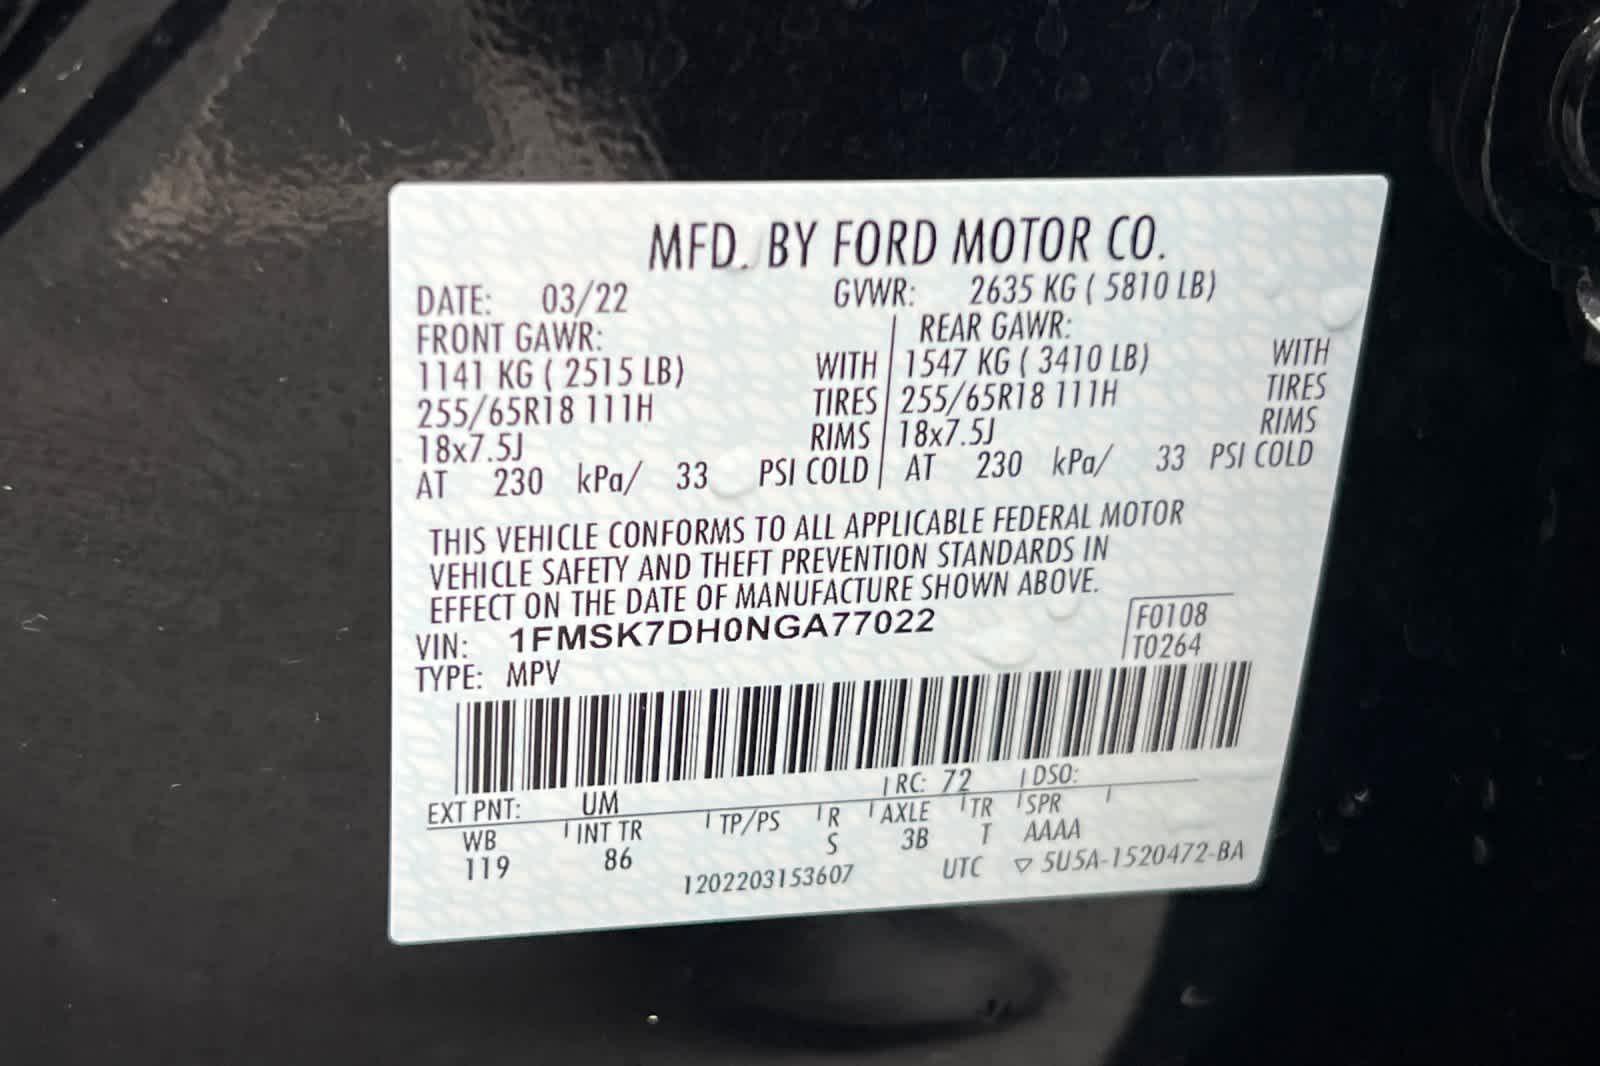 MFD. BY FORD MOTOR CO.
DATE: 03/22 GVWR: 2635 KG ( 5810 LB)
FRONT GAWR: REAR GAWR:
1141 KG ( 2515 LB) WITH 1547 KG ( 3410 LB) WITH
255/65R18 111H TIRES 255/65R18 111H TIRES
18x7.5J RIMS 18x7.5J RIMS
AT 230 kPa/ 33 PSI COLD AT 230 kPa/ 33 PSI COLD
THIS VEHICLE CONFORMS TO ALL APPLICABLE FEDERAL MOTOR
VEHICLE SAFETY AND THEFT PREVENTION STANDARDS IN
EFFECT ON THE DATE OF MANUFACTURE SHOWN ABOVE.
VIN: 1FMSK7DH0NGA77022 F0108
TYPE: MPV T0264
EXT PNT: UM RC: 72 DSO:
WB INT TR TP/PS R AXLE TR SPR
119 86 S 3B T AAAA
1202203153607 UTC ▽ 5U5A-1520472-BA